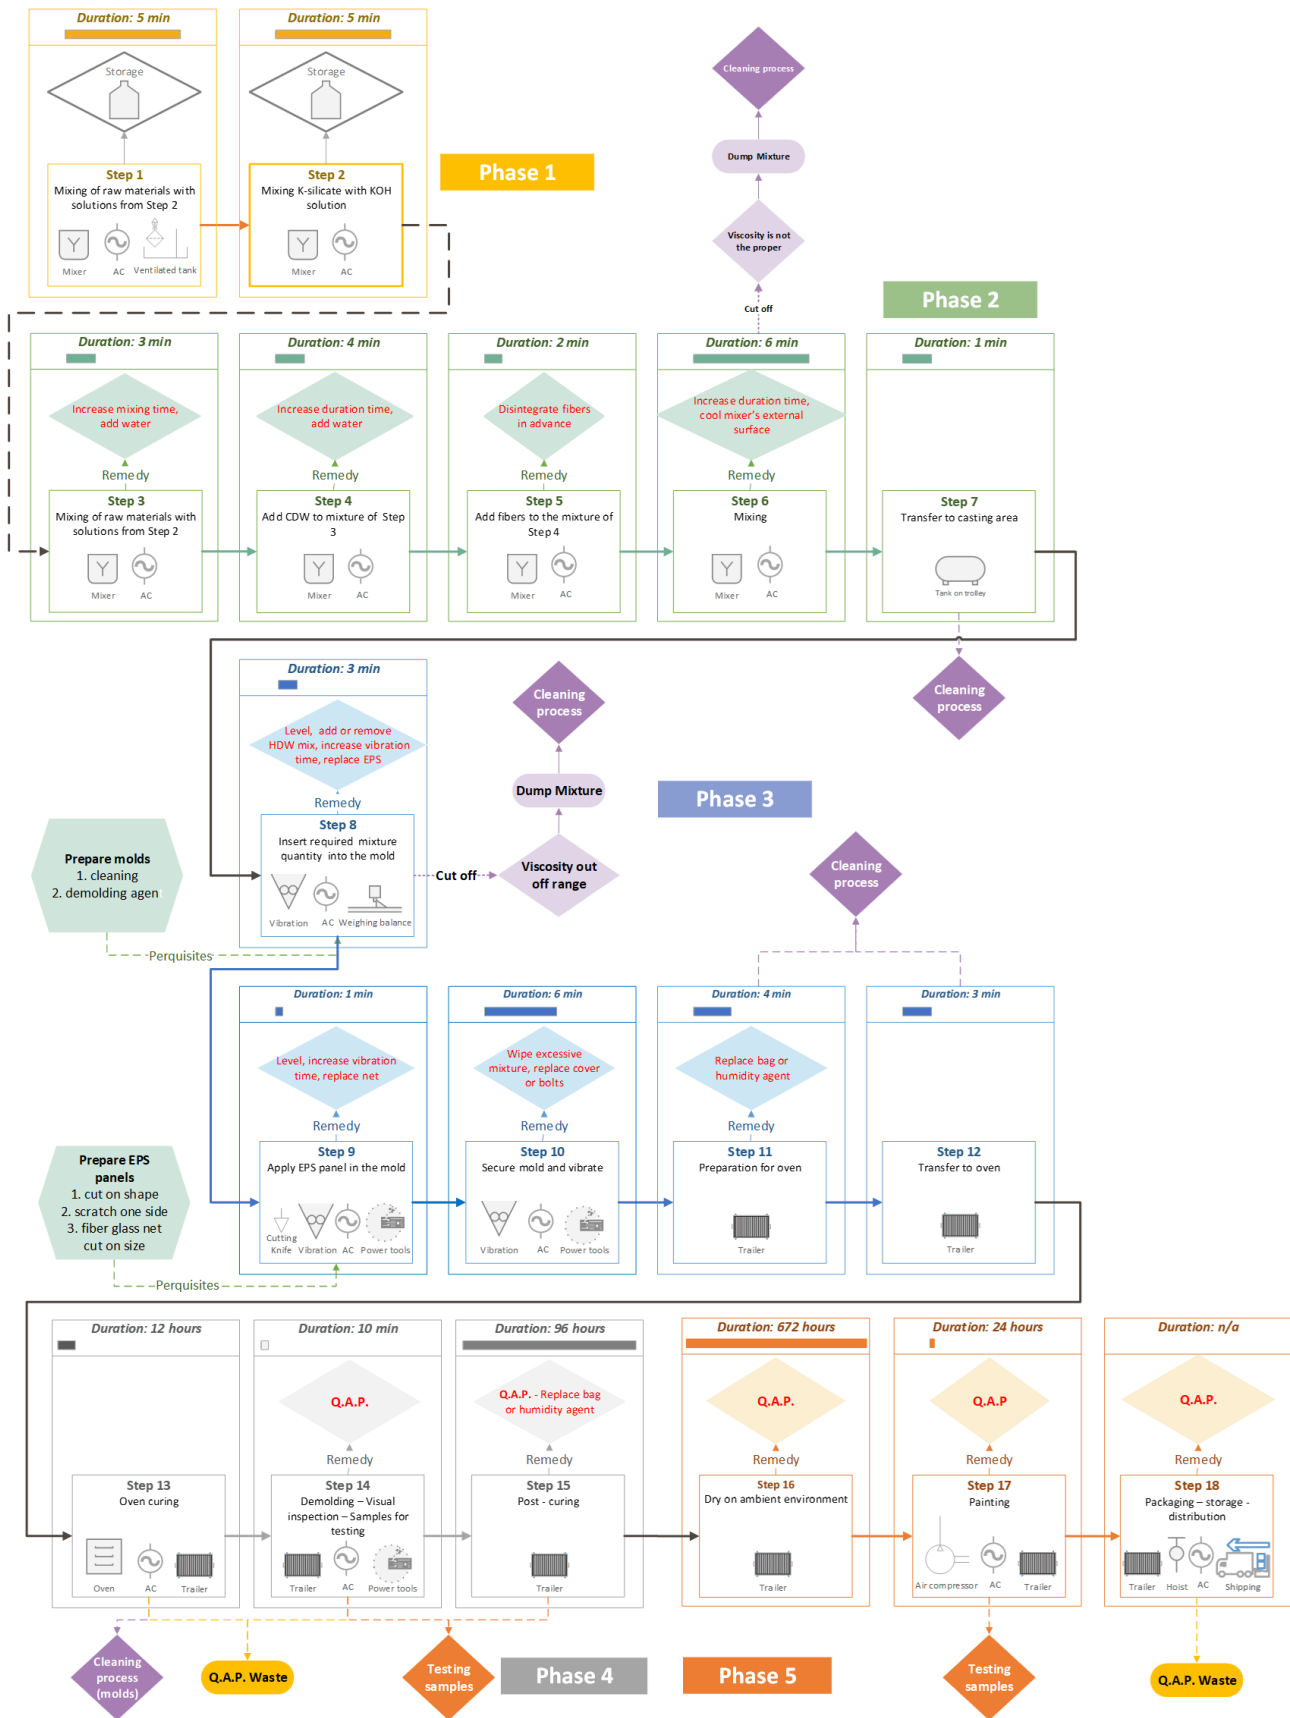 Duration: 5 min
Duration: 5 min
Storage
Storage
Cleaning process
Dump Mixture
Viscosity is not
the proper
Cut off
Step 1
Mixing of raw materials with
solutions from Step 2
Mixer
AC
Ventilated tank
Step 2
Mixing K-silicate with KOH
solution
Mixer
AC
Phase 1
Phase 2
Duration: 3 min
Duration: 4 min
Duration: 2 min
Duration: 6 min
Duration: 1 min
Increase mixing time,
add water
Increase duration time,
add water
Disintegrate fibers
in advance
Increase duration time,
cool mixer's external
surface
Remedy
Remedy
Remedy
Remedy
Step 3
Mixing of raw materials with
solutions from Step 2
Mixer
AC
Step 4
Add CDW to mixture of Step
3
Mixer
AC
Step 5
Add fibers to the mixture of
Step 4
Mixer
AC
Step 6
Mixing
Mixer
AC
Step 7
Transfer to casting area
Tank on trolley
Cleaning
process
Duration: 3 min
Level, add or remove
HDW mix, increase vibration
time, replace EPS
Remedy
Step 8
Insert required mixture
quantity into the mold
Vibration
AC
Weighing balance
Cut off
Cleaning
process
Dump Mixture
Viscosity out
off range
Phase 3
Prepare molds
1. cleaning
2. demolding agen
Perquisites
Cleaning
process
Duration: 1 min
Duration: 6 min
Duration: 4 min
Duration: 3 min
Level, increase vibration
time, replace net
Wipe excessive
mixture, replace cover
or bolts
Replace bag or
humidity agent
Remedy
Remedy
Remedy
Step 9
Apply EPS panel in the mold
Cutting
Knife
Vibration
AC
Power tools
Step 10
Secure mold and vibrate
Vibration
AC
Power tools
Step 11
Preparation for oven
Trailer
Step 12
Transfer to oven
Trailer
Prepare EPS
panels
1. cut on shape
2. scratch one side
3. fiber glass net
cut on size
Perquisites
Duration: 12 hours
Duration: 10 min
Duration: 96 hours
Duration: 672 hours
Duration: 24 hours
Duration: n/a
Q.A.P.
Q.A.P. - Replace bag
or humidity agent
Q.A.P.
Q.A.P
Q.A.P.
Remedy
Remedy
Remedy
Remedy
Remedy
Step 13
Oven curing
Oven
AC
Trailer
Step 14
Demolding – Visual
inspection – Samples for
testing
Trailer
AC
Power tools
Step 15
Post - curing
Trailer
Step 16
Dry on ambient environment
Trailer
Step 17
Painting
Air compressor
AC
Trailer
Step 18
Packaging – storage -
distribution
Trailer
Hoist
AC
Shipping
Cleaning
process
(molds)
Q.A.P. Waste
Testing
samples
Phase 4
Phase 5
Testing
samples
Q.A.P. Waste